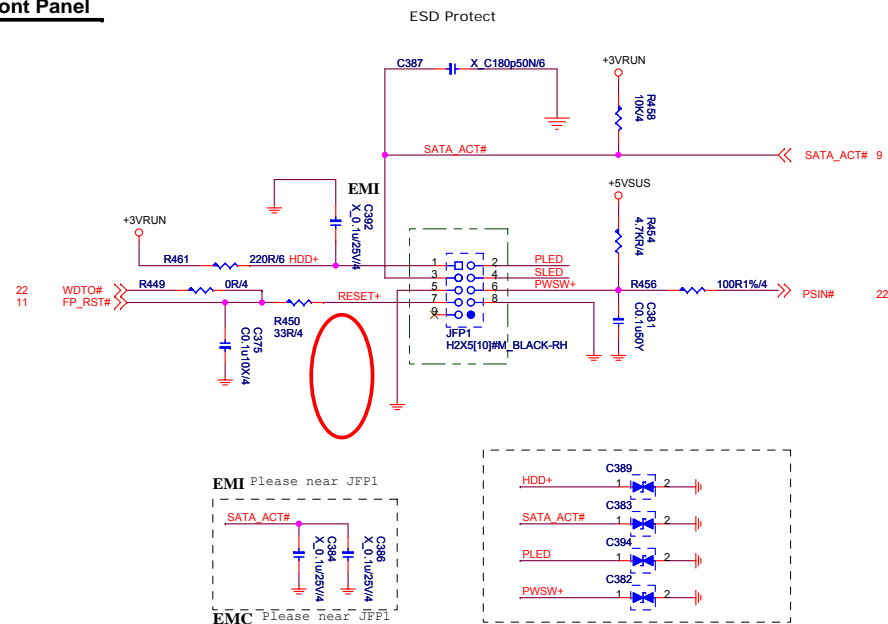 ont Panel
ESD Protect
C387 X_C180p50N/6
+3VRUN
R458
10K/4
SATA_ACT#
SATA_ACT# 9
EMI
C392
X_0.1u/25V/4
+5VSUS
R454
4.7KR/4
+3VRUN
R461 220R/6 HDD+
1 2 PLED
3 4 SLED
5 6 PWSW+
7 8
9
R456 100R1%/4
PSIN# 22
22 WDTO# R449 0R/4
11 FP_RST#
RESET+
R450
33R/4
C375
C0.1u10X/4
C381
C0.1u50Y
JFP1
H2X5[10]#M_BLACK-RH
EMI Please near JFP1
SATA_ACT#
C384
X_0.1u/25V/4
C386
X_0.1u/25V/4
EMC Please near JFP1
C389
HDD+ 1 2
C383
SATA_ACT# 1 2
C394
PLED 1 2
C382
PWSW+ 1 2